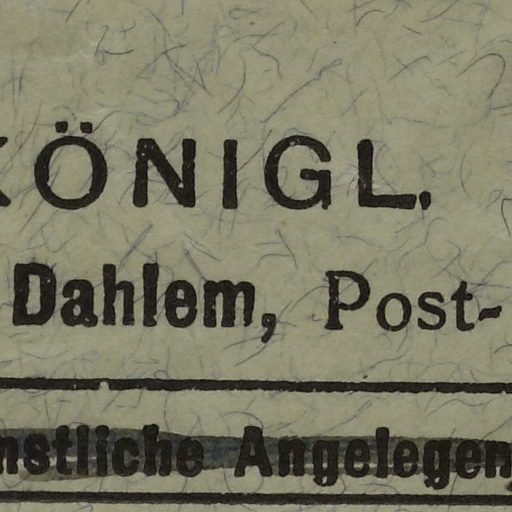 KÖNIGL.
Dahlem, Post-
nstliche Angelegen